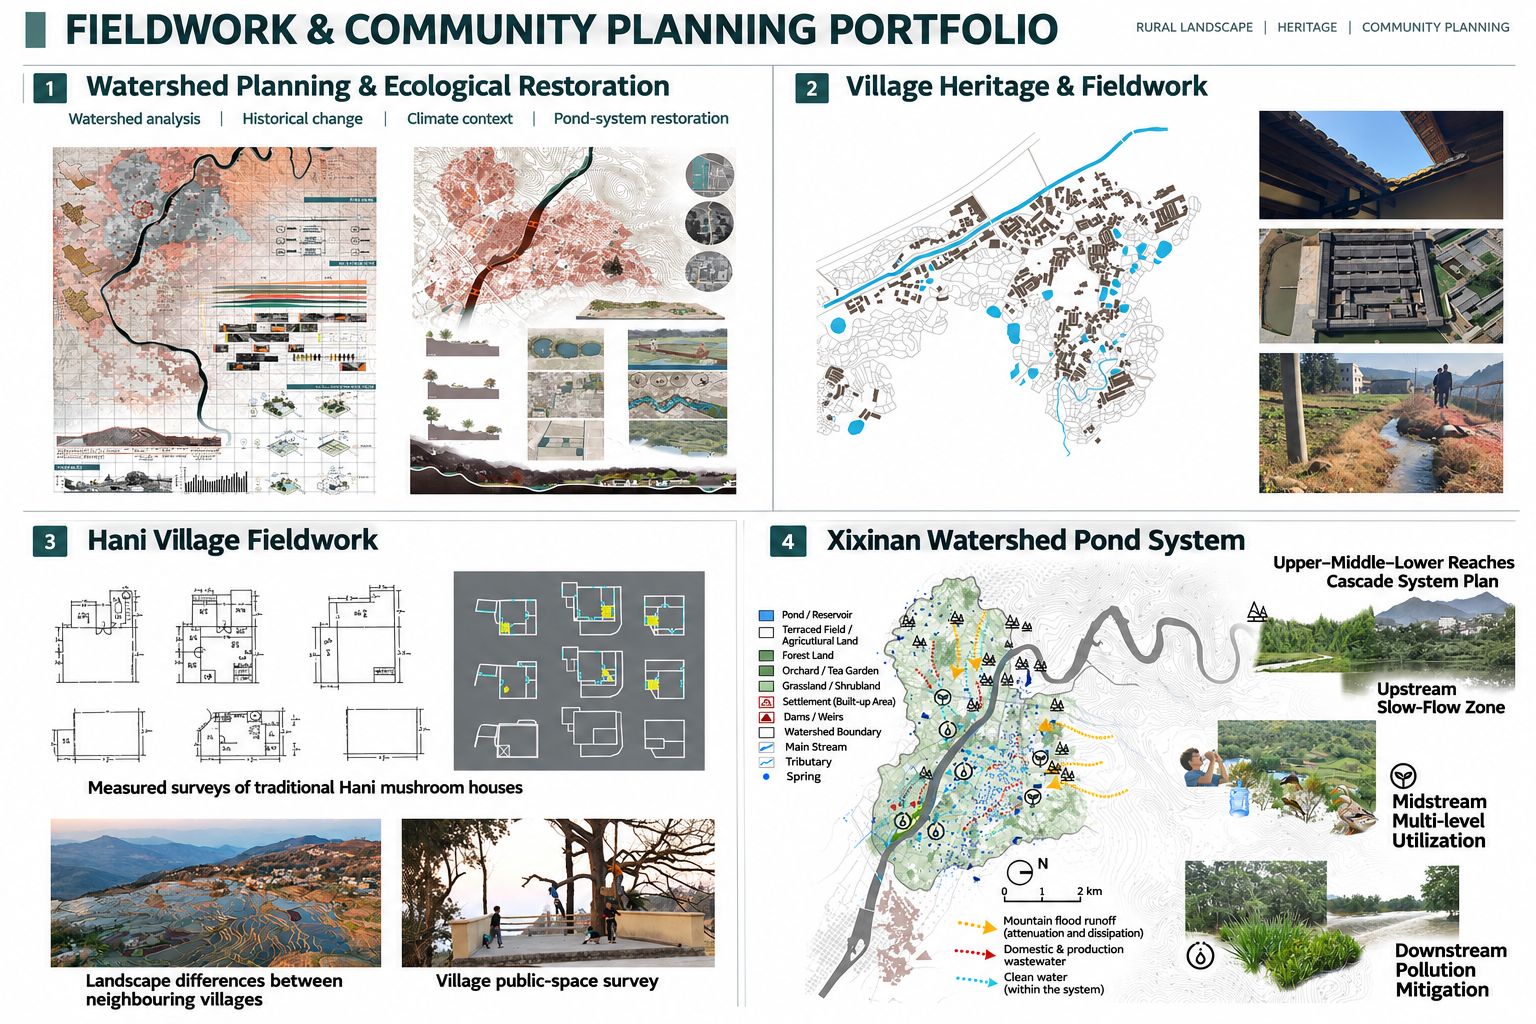 FIELDWORK & COMMUNITY PLANNING PORTFOLIO
RURAL LANDSCAPE | HERITAGE | COMMUNITY PLANNING
1 Watershed Planning & Ecological Restoration
Watershed analysis | Historical change | Climate context | Pond-system restoration
2 Village Heritage & Fieldwork
3 Hani Village Fieldwork
Measured surveys of traditional Hani mushroom houses
Landscape differences between
neighbouring villages
Village public-space survey
4 Xixinan Watershed Pond System
Upper–Middle–Lower Reaches
Cascade System Plan
Pond / Reservoir
Terraced Field /
Agricutlural Land
Forest Land
Orchard / Tea Garden
Grassland / Shrubland
Settlement (Built-up Area)
Dams / Weirs
Watershed Boundary
Main Stream
Tributary
Spring
Upstream
Slow-Flow Zone
Midstream
Multi-level
Utilization
Downstream
Pollution
Mitigation
N
0 1 2 km
Mountain flood runoff
(attenuation and dissipation)
Domestic & production
wastewater
Clean water
(within the system)